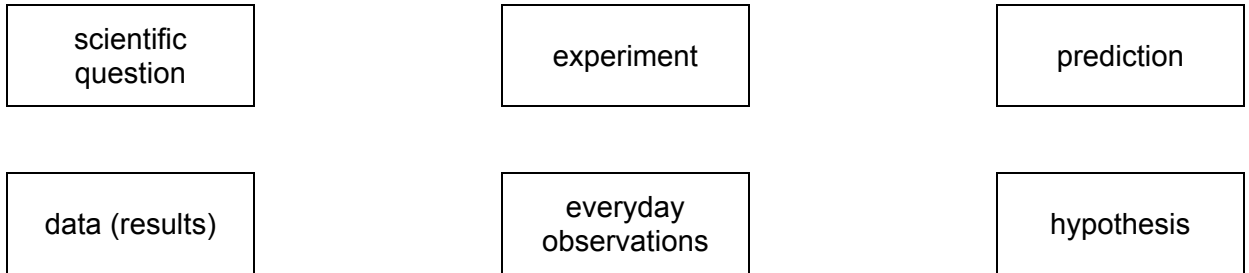 scientific
question
experiment
prediction
data (results)
everyday
observations
hypothesis